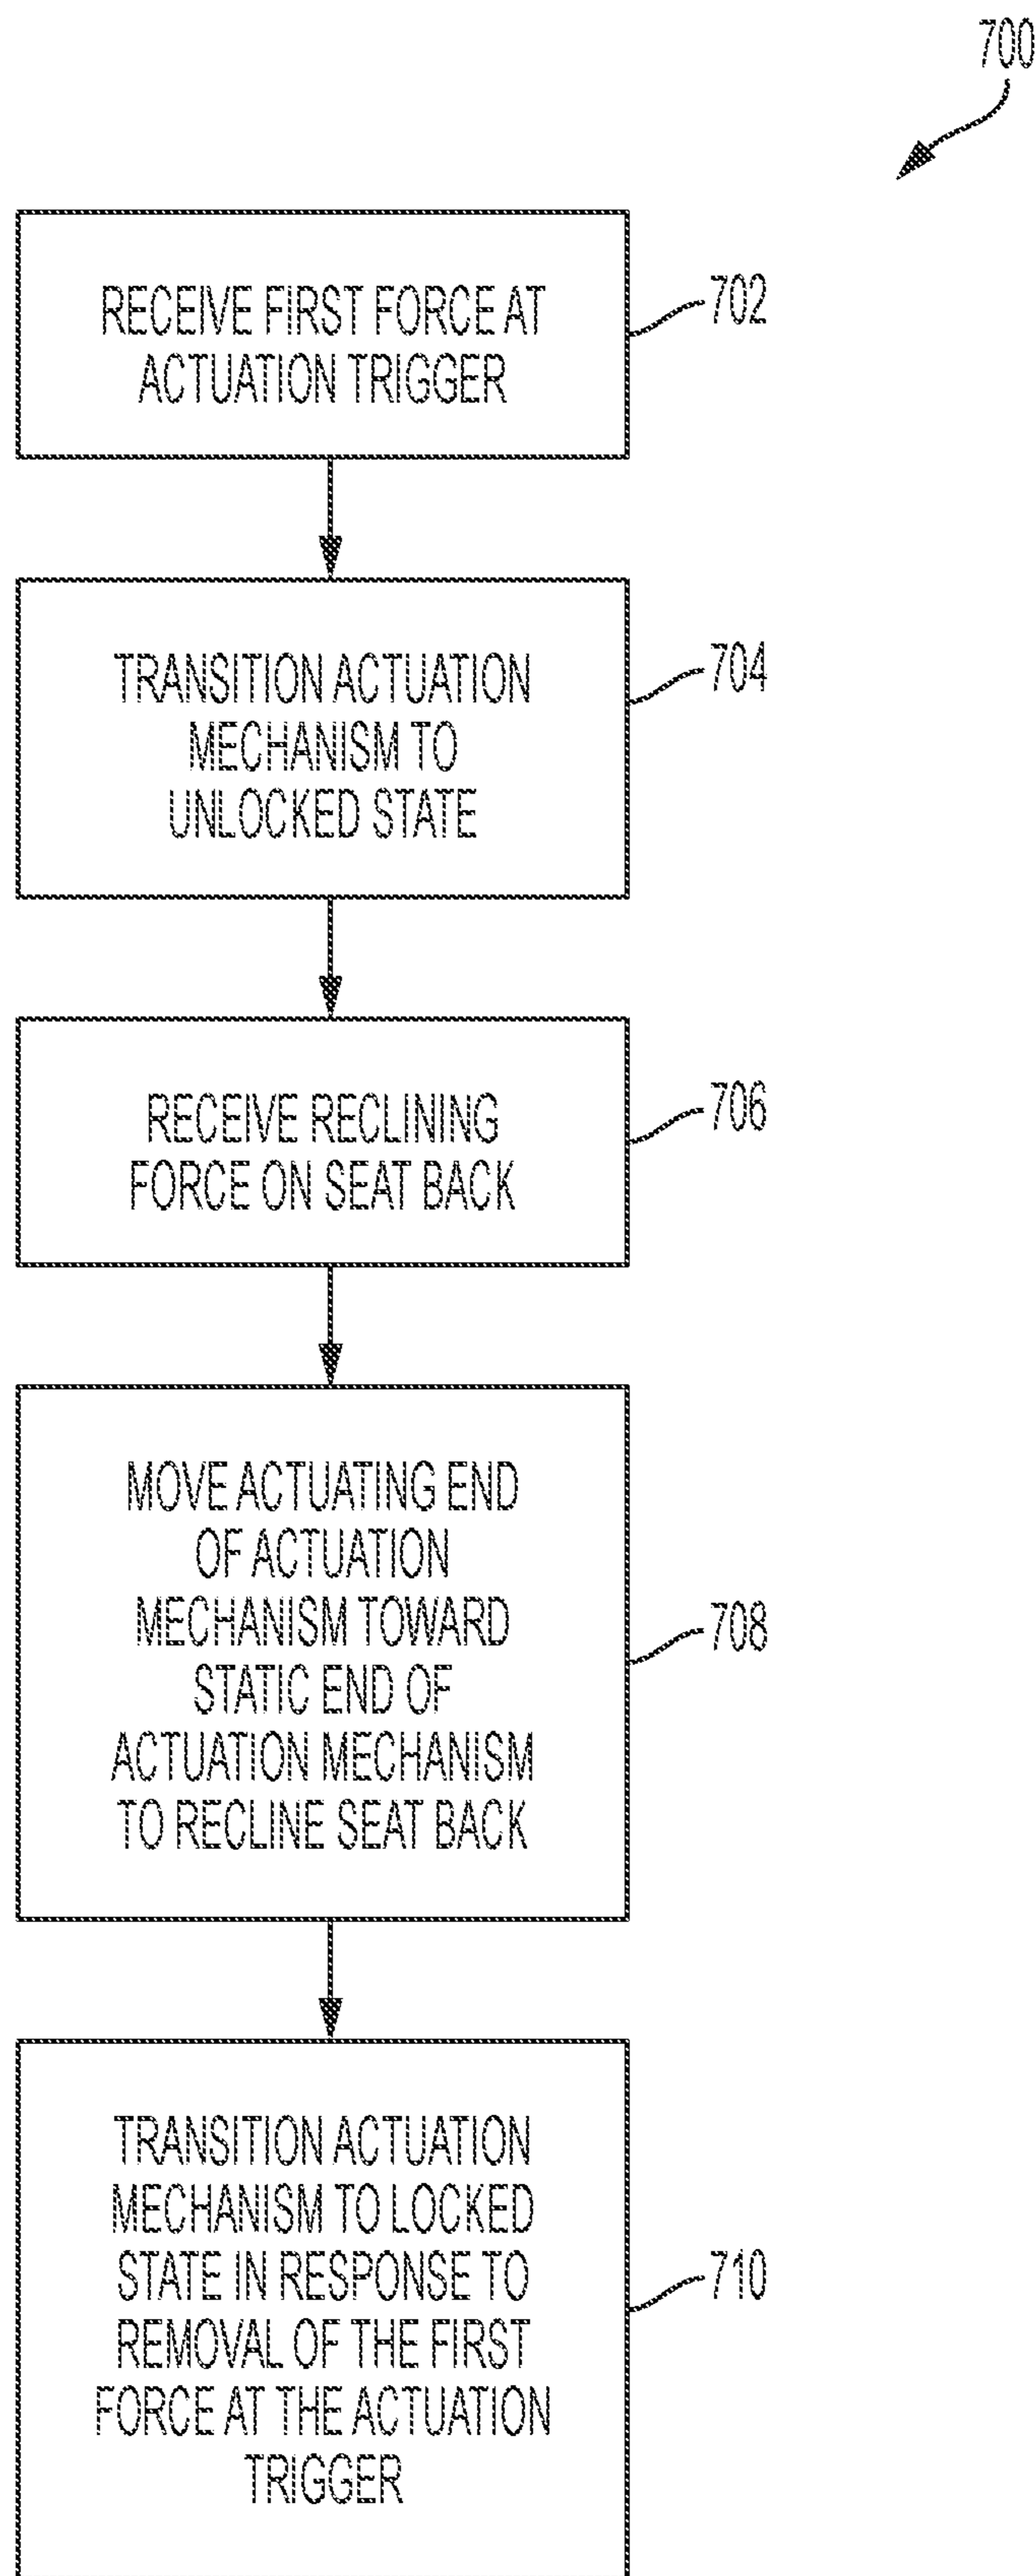 700
RECEIVE FIRST FORCE AT
ACTUATION TRIGGER
702
TRANSITION ACTUATION
MECHANISM TO
UNLOCKED STATE
704
RECEIVE RECLINING
FORCE ON SEAT BACK
706
MOVE ACTUATING END
OF ACTUATION
MECHANISM TOWARD
STATIC END OF
ACTUATION MECHANISM
TO RECLINE SEAT BACK
708
TRANSITION ACTUATION
MECHANISM TO LOCKED
STATE IN RESPONSE TO
REMOVAL OF THE FIRST
FORCE AT THE ACTUATION
TRIGGER
710